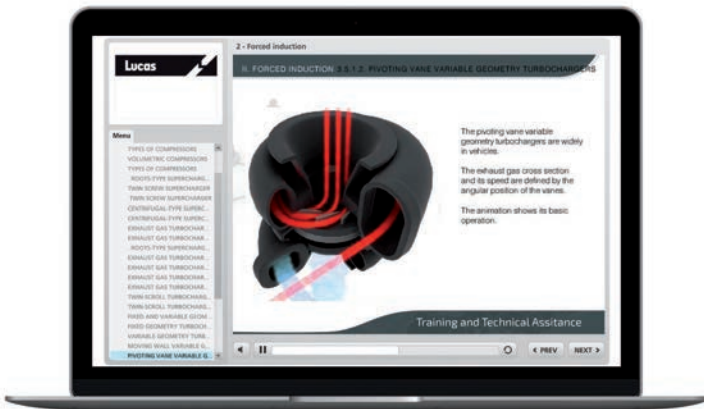 2 - Forced induction
Lucas
II. FORCED INDUCTION 3.5.1.2. PIVOTING VANE VARIABLE GEOMETRY TURBOCHARGERS
Menu
TYPES OF COMPRESSORS
VOLUMETRIC COMPRESSORS
TYPES OF COMPRESSORS
ROOTS-TYPE SUPERCHARG...
TWIN SCREW SUPERCHARGER
TWIN SCREW SUPERCHARGER
CENTRIFUGAL-TYPE SUPERC...
CENTRIFUGAL-TYPE SUPERC...
EXHAUST GAS TURBOCHAR...
EXHAUST GAS TURBOCHAR...
ROOTS-TYPE SUPERCHARG...
EXHAUST GAS TURBOCHAR...
EXHAUST GAS TURBOCHAR...
EXHAUST GAS TURBOCHAR...
EXHAUST GAS TURBOCHAR...
TWIN-SCROLL TURBOCHARG...
TWIN-SCROLL TURBOCHARG...
FIXED AND VARIABLE GEOM...
FIXED GEOMETRY TURBOCH...
VARIABLE GEOMETRY TURB...
MOVING WALL VARIABLE G...
PIVOTING VANE VARIABLE G...
The pivoting vane variable
geometry turbochargers are widely
in vehicles.
The exhaust gas cross section
and its speed are defined by the
angular position of the vanes.
The animation shows its basic
operation.
Training and Technical Assitance
< PREV
NEXT >